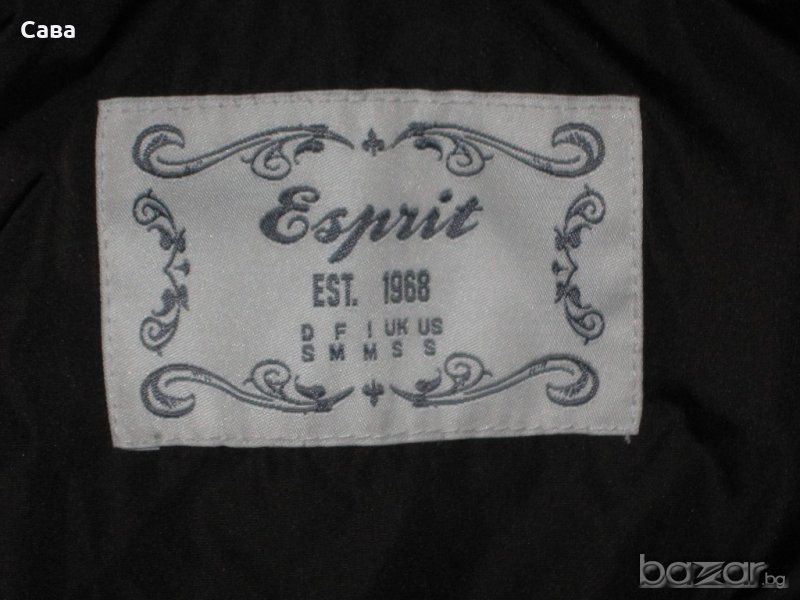 Сава
Esprit
EST. 1968
D F I UK US
S M M S S
bazar.bg